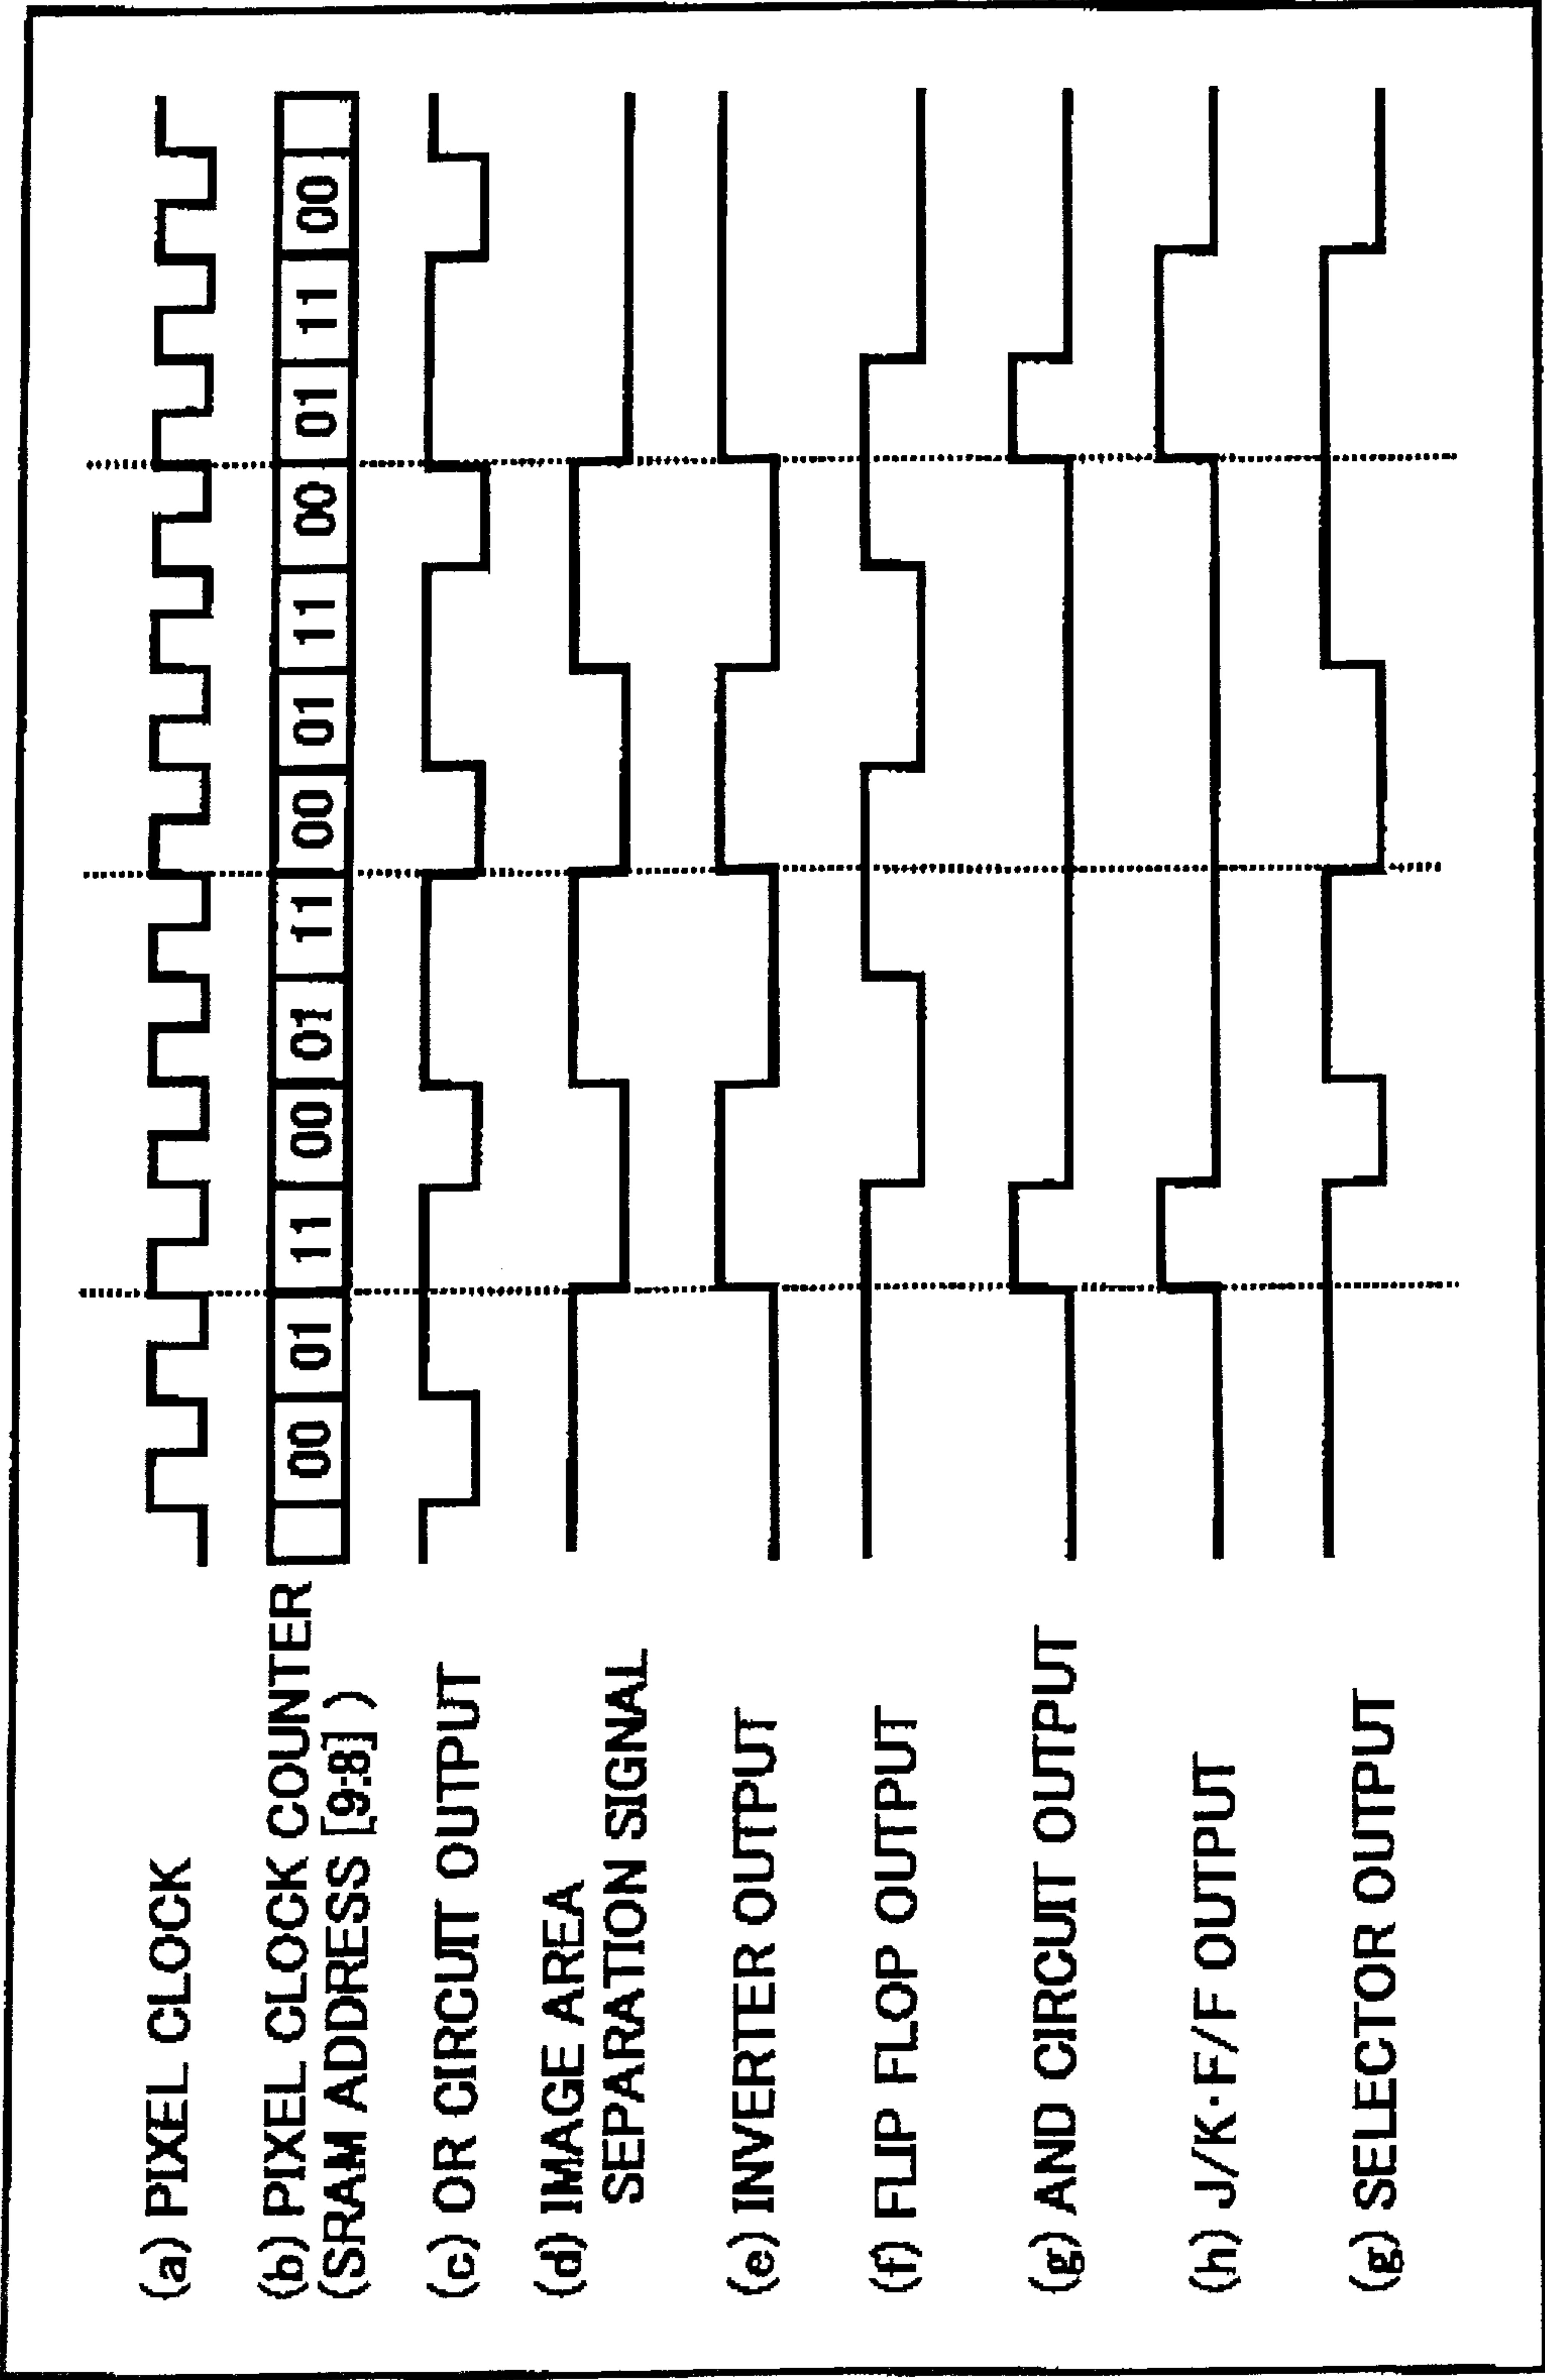 (a) PIXEL CLOCK
(b) PIXEL CLOCK COUNTER
(SRAM ADDRESS [9:8] )
00 01 11 00 01 11 00 01 11 00 01 11 00
(c) OR CIRCUIT OUTPUT
(d) IMAGE AREA
SEPARATION SIGNAL
(e) INVERTER OUTPUT
(f) FLIP FLOP OUTPUT
(g) AND CIRCUIT OUTPUT
(h) J/K·F/F OUTPUT
(g) SELECTOR OUTPUT